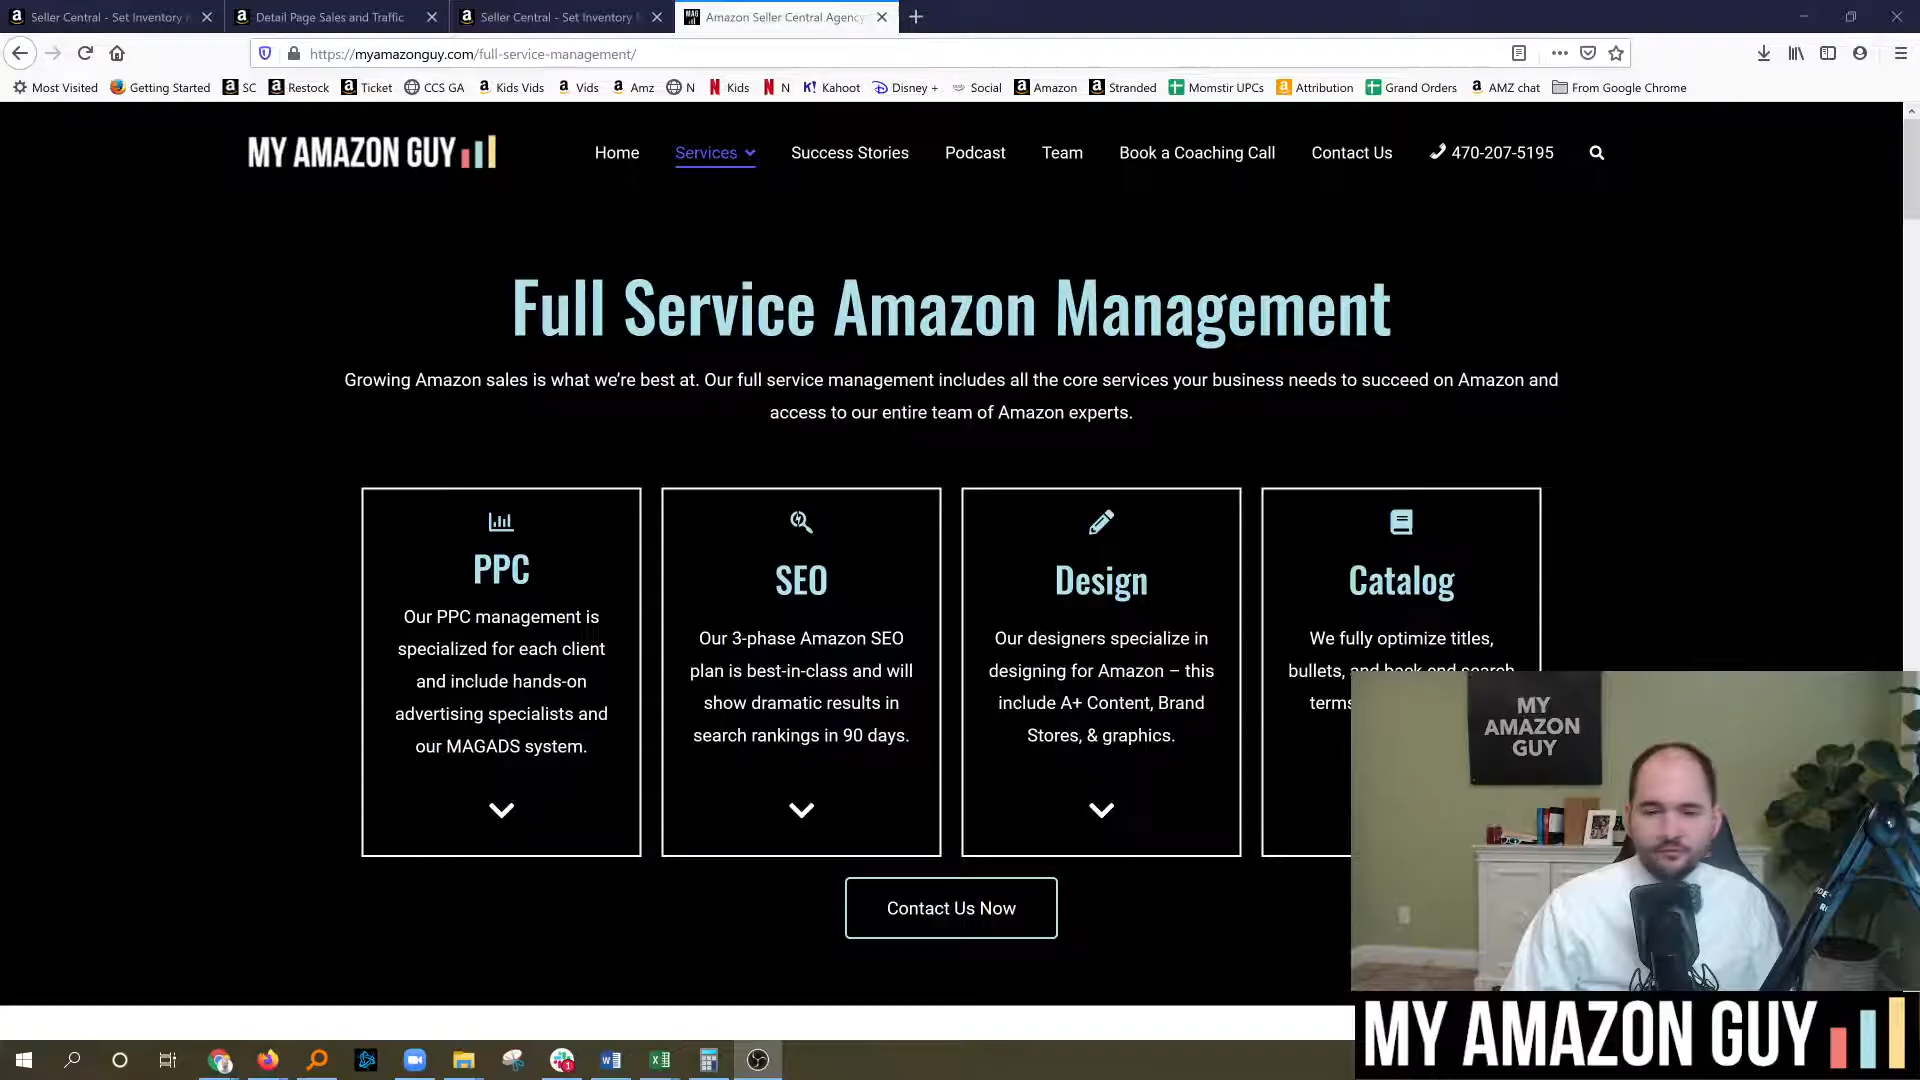 Seller Central - Set Inventory
Detail Page Sales and Traffic
Seller Central - Set Inventory
Amazon Seller Central Agency
https://myamazonguy.com/full-service-management/
Most Visited
Getting Started
SC
Restock
Ticket
CCS GA
Kids Vids
Vids
Amz
N
Kids
N
Kahoot
Disney +
Social
Amazon
Stranded
Momstir UPCs
Attribution
Grand Orders
AMZ chat
From Google Chrome
MY AMAZON GUY
Home
Services
Success Stories
Podcast
Team
Book a Coaching Call
Contact Us
470-207-5195
Full Service Amazon Management
Growing Amazon sales is what we're best at. Our full service management includes all the core services your business needs to succeed on Amazon and
access to our entire team of Amazon experts.
PPC
Our PPC management is
specialized for each client
and include hands-on
advertising specialists and
our MAGADS system.
SEO
Our 3-phase Amazon SEO
plan is best-in-class and will
show dramatic results in
search rankings in 90 days.
Design
Our designers specialize in
designing for Amazon – this
include A+ Content, Brand
Stores, & graphics.
Catalog
We fully optimize titles,
bullets, and back end search
terms
Contact Us Now
MY
AMAZON
GUY
MY AMAZON GUY